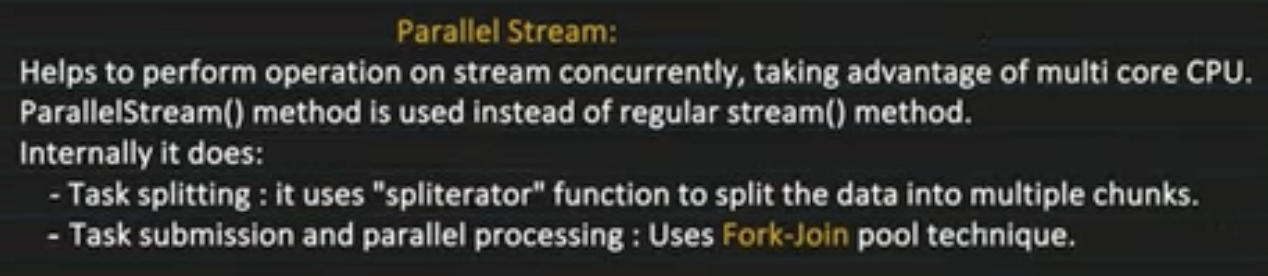 Parallel Stream:
Helps to perform operation on stream concurrently, taking advantage of multi core CPU.
ParallelStream() method is used instead of regular stream() method.
Internally it does:
- Task splitting : it uses "spliterator" function to split the data into multiple chunks.
- Task submission and parallel processing : Uses Fork-Join pool technique.